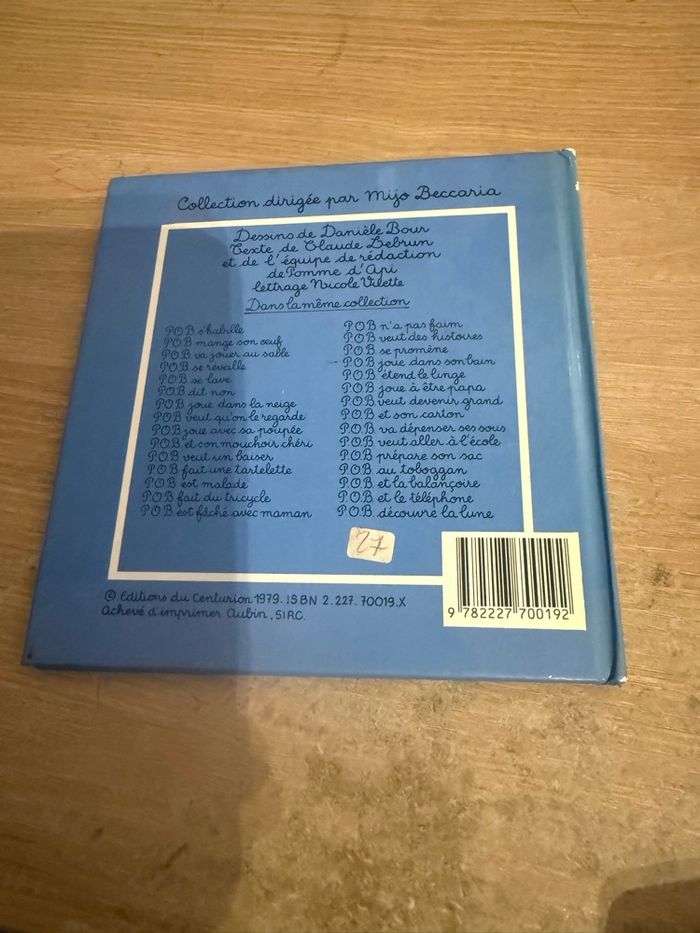 Collection dirigée par Mijo Beccaria
Dessins de Danièle Bour
Texte de Claude Lebrun
et de l'équipe de rédaction
de Pomme d'Api
lettrage Nicole Vilette
Dans la même collection
P.O.B s'habille
P.O.B mange son œuf
P.O.B va jouer au sable
P.O.B se réveille
P.O.B se lave
P.O.B dit non
P.O.B joue dans la neige
P.O.B veut qu'on le regarde
P.O.B joue avec sa poupée
P.O.B et son mouchoir chéri
P.O.B veut un baiser
P.O.B fait une tartelette
P.O.B est malade
P.O.B fait du tricycle
P.O.B est fâché avec maman
P.O.B n'a pas faim
P.O.B veut des histoires
P.O.B se promène
P.O.B joue dans son bain
P.O.B étend le linge
P.O.B joue à être papa
P.O.B veut devenir grand
P.O.B et son carton
P.O.B va dépenser ses sous
P.O.B veut aller à l'école
P.O.B prépare son sac
P.O.B au toboggan
P.O.B et la balançoire
P.O.B et le téléphone
P.O.B découvre la lune
27
© Editions du Centurion 1979. ISBN 2.227.70019.X
Achevé d'imprimer Aubin, SIRC.
9 782227 700192